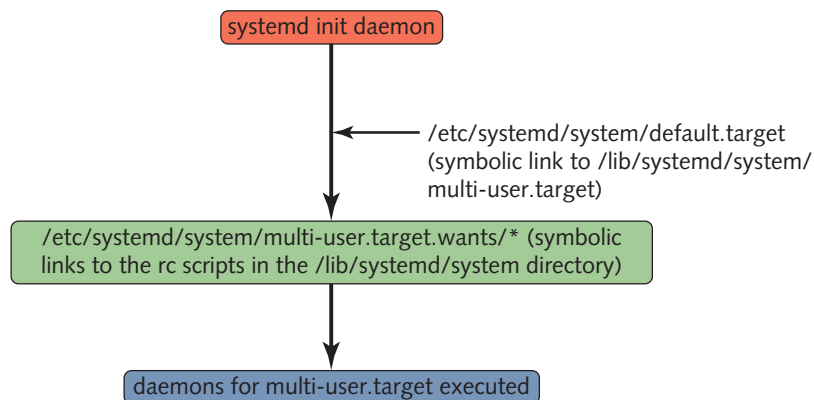 systemd init daemon
/etc/systemd/system/default.target
(symbolic link to /lib/systemd/system/
multi-user.target)
/etc/systemd/system/multi-user.target.wants/* (symbolic
links to the rc scripts in the /lib/systemd/system directory)
daemons for multi-user.target executed